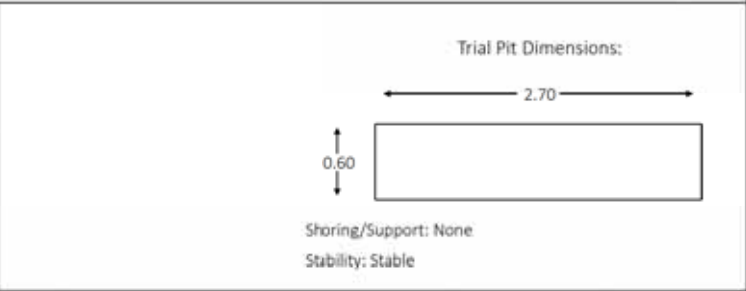 Trial Pit Dimensions:
2.70
0.60
Shoring/Support: None
Stability: Stable